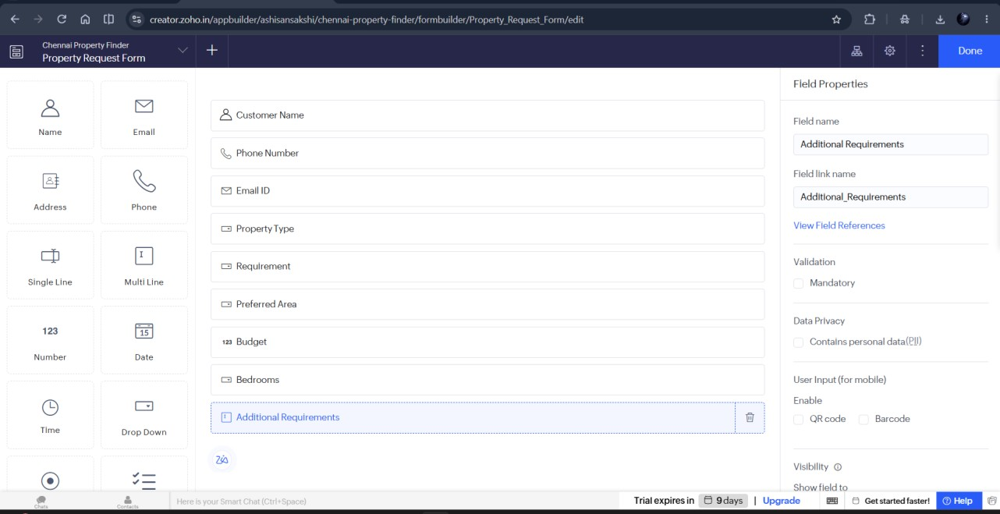 creator.zoho.in/appbuilder/ashisansakshi/chennai-property-finder/formbuilder/Property_Request_Form/edit
Chennai Property Finder
Property Request Form
Done
Name
Email
Address
Phone
Single Line
Multi Line
123
Number
15
Date
Time
Drop Down
Customer Name
Phone Number
Email ID
Property Type
Requirement
Preferred Area
123 Budget
Bedrooms
Additional Requirements
Zia
Field Properties
Field name
Additional Requirements
Field link name
Additional_Requirements
View Field References
Validation
Mandatory
Data Privacy
Contains personal data(PII)
User Input (for mobile)
Enable
QR code Barcode
Visibility
Show field to
Chats
Contacts
Here is your Smart Chat (Ctrl+Space)
Trial expires in 9 days | Upgrade
Get started faster!
Help